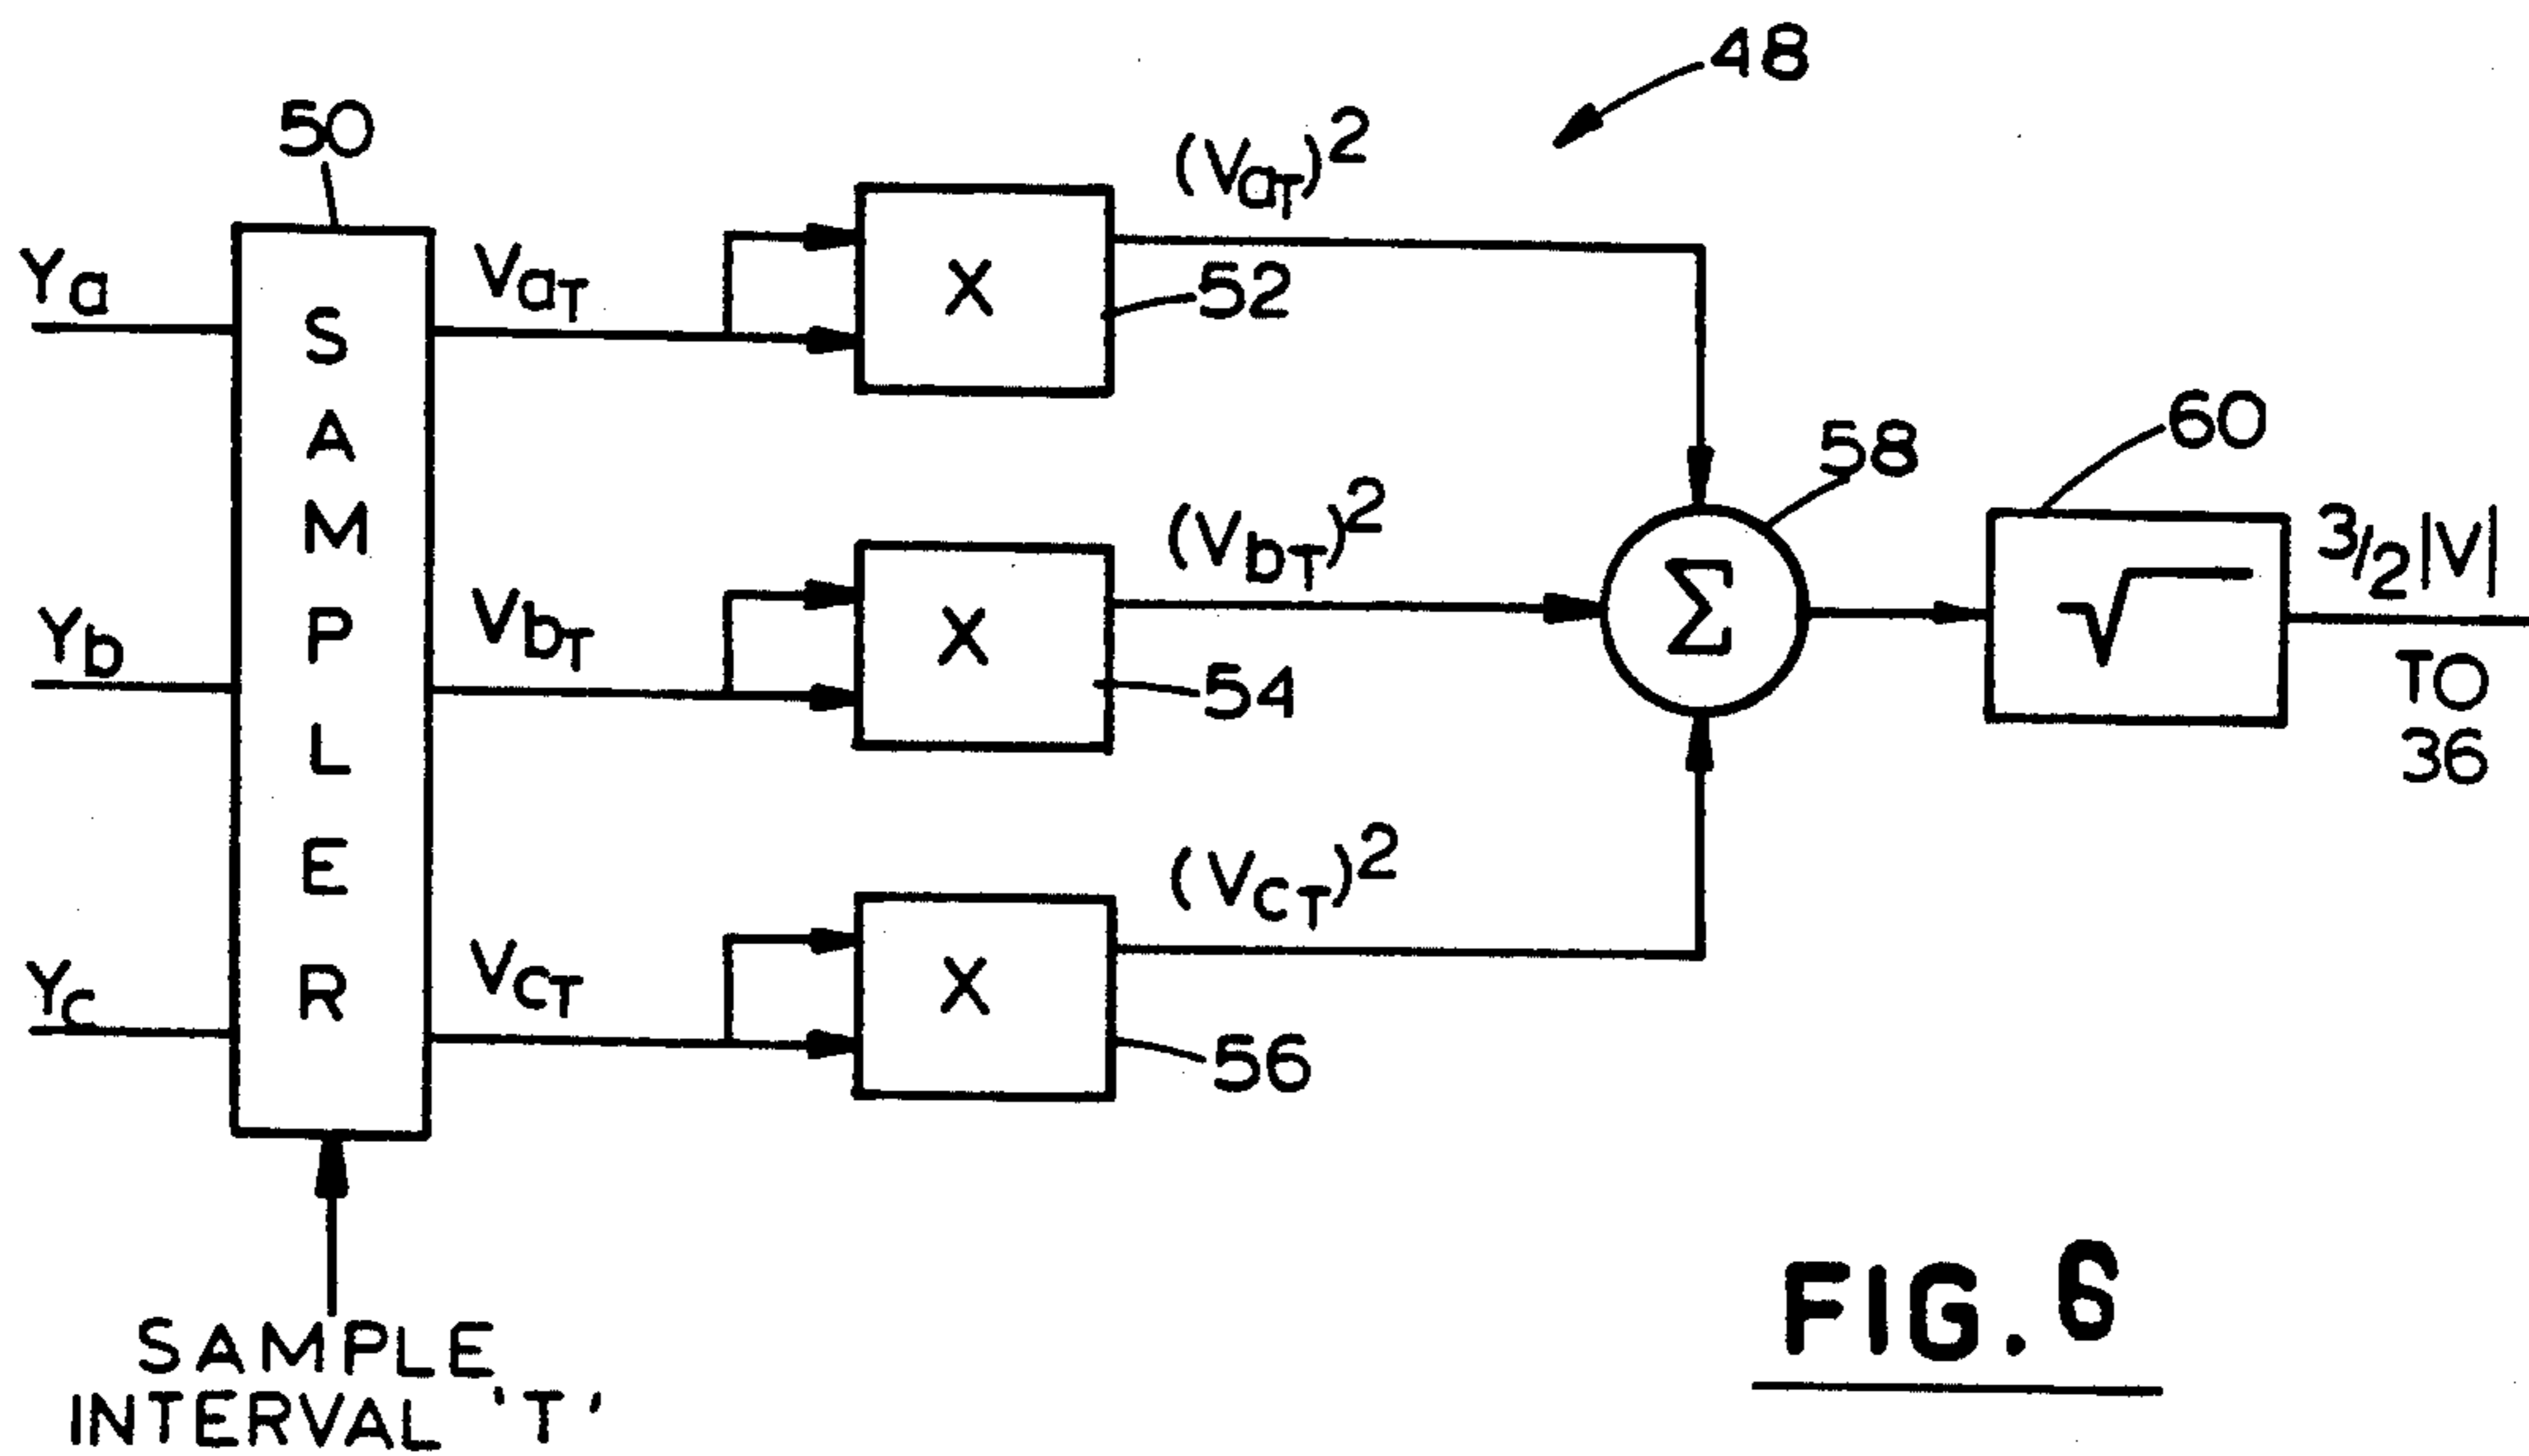 48
50
(VaT)²
Ya
VaT
X
52
SAMPLER
60
58
(VbT)²
3/2|V|
Yb
VbT
X
Σ
√
TO
36
54
(VcT)²
Yc
VcT
X
56
SAMPLE
INTERVAL 'T'
FIG. 6